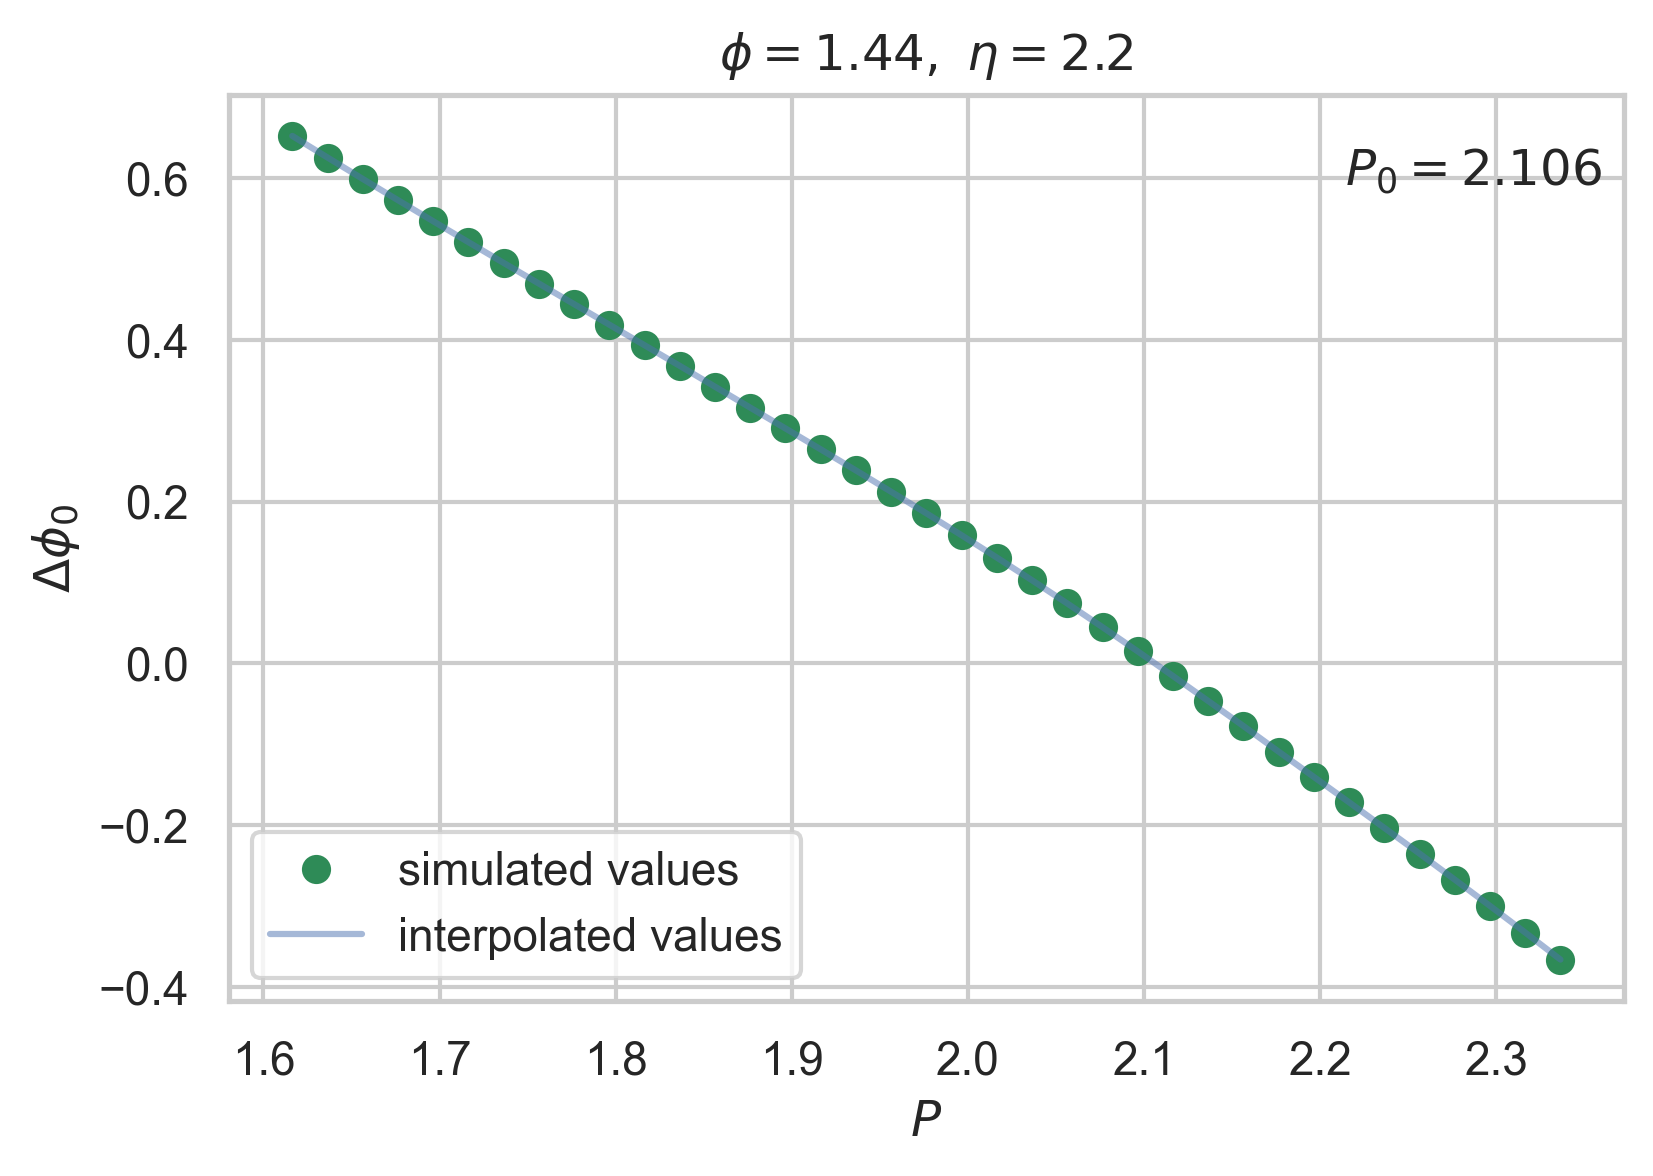 ϕ = 1.44, η = 2.2
P₀ = 2.106
Δϕ₀
0.6
0.4
0.2
0.0
−0.2
−0.4
simulated values
interpolated values
1.6 1.7 1.8 1.9 2.0 2.1 2.2 2.3
P